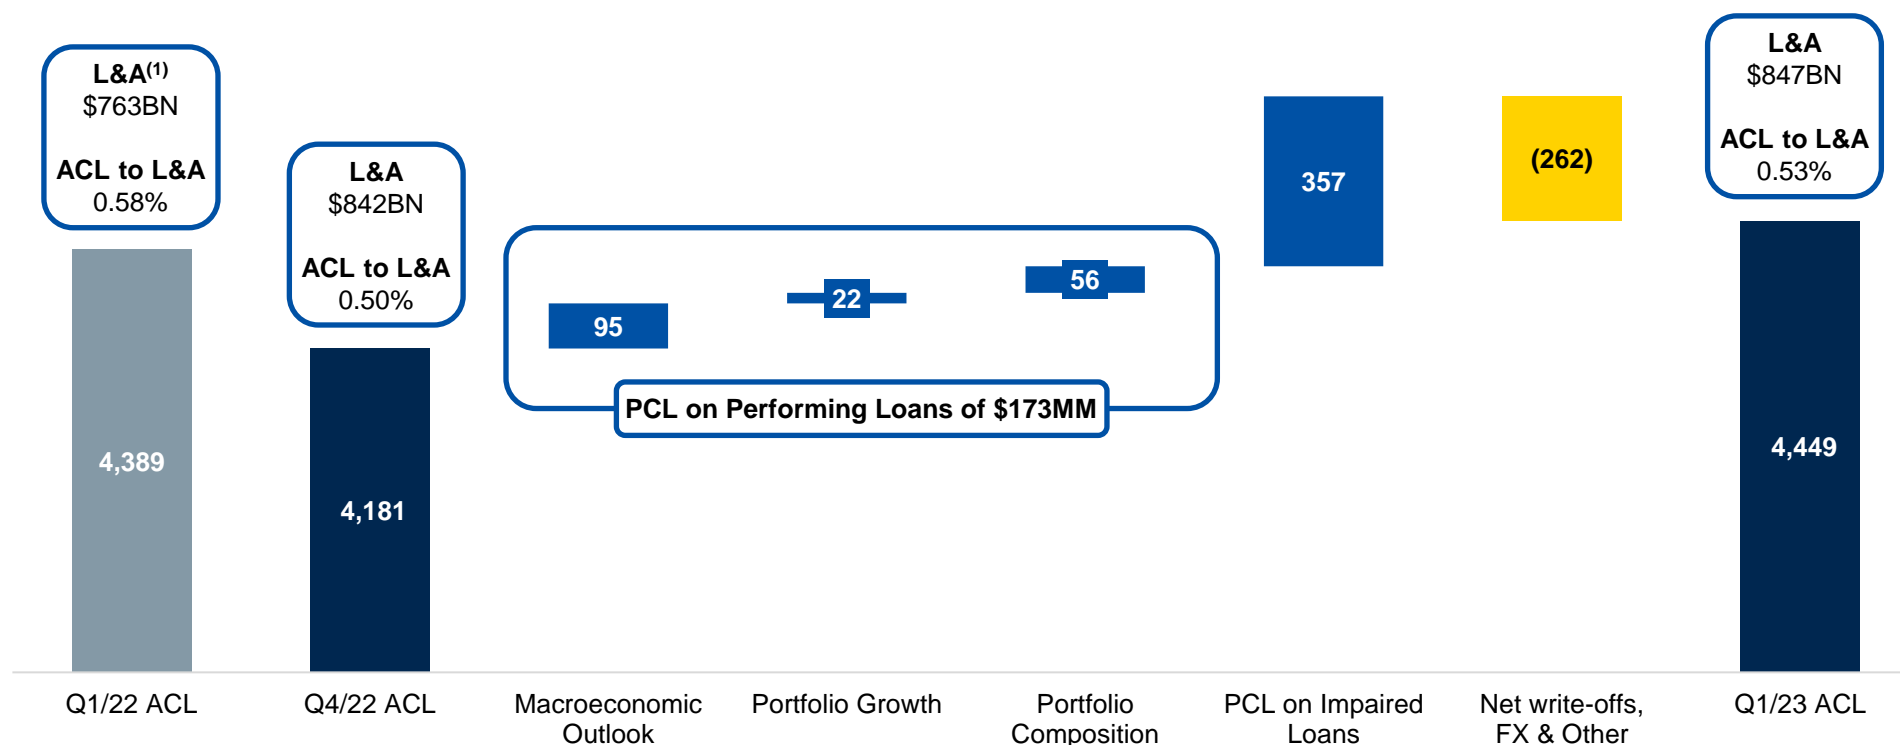 L&A(1)
$763BN
ACL to L&A
0.58%
4,389
L&A
$842BN
ACL to L&A
0.50%
4,181
95
22
56
PCL on Performing Loans of $173MM
357
(262)
L&A
$847BN
ACL to L&A
0.53%
4,449
Q1/22 ACL
Q4/22 ACL
Macroeconomic
Outlook
Portfolio Growth
Portfolio
Composition
PCL on Impaired
Loans
Net write-offs,
FX & Other
Q1/23 ACL